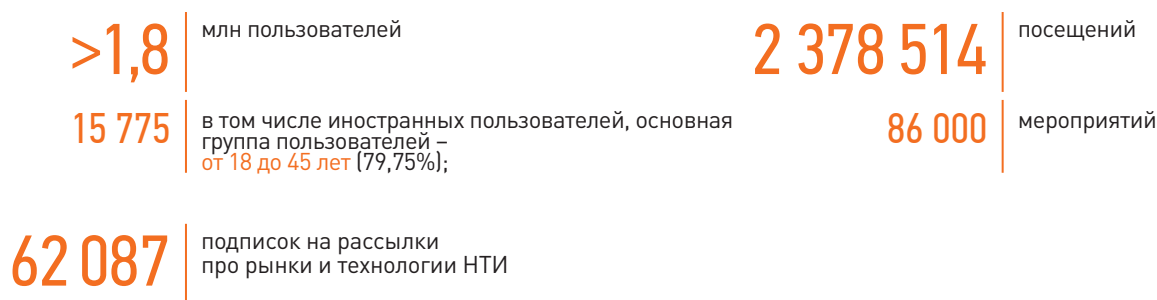 >1,8
млн пользователей
15 775
в том числе иностранных пользователей, основная
группа пользователей –
от 18 до 45 лет (79,75%);
62 087
подписок на рассылки
про рынки и технологии НТИ
2 378 514
посещений
86 000
мероприятий